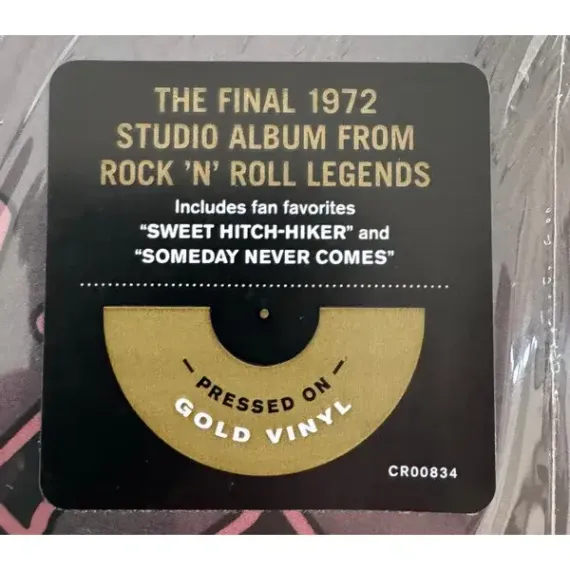 THE FINAL 1972
STUDIO ALBUM FROM
ROCK 'N' ROLL LEGENDS
Includes fan favorites
“SWEET HITCH-HIKER” and
“SOMEDAY NEVER COMES”
– PRESSED ON –
GOLD VINYL
CR00834